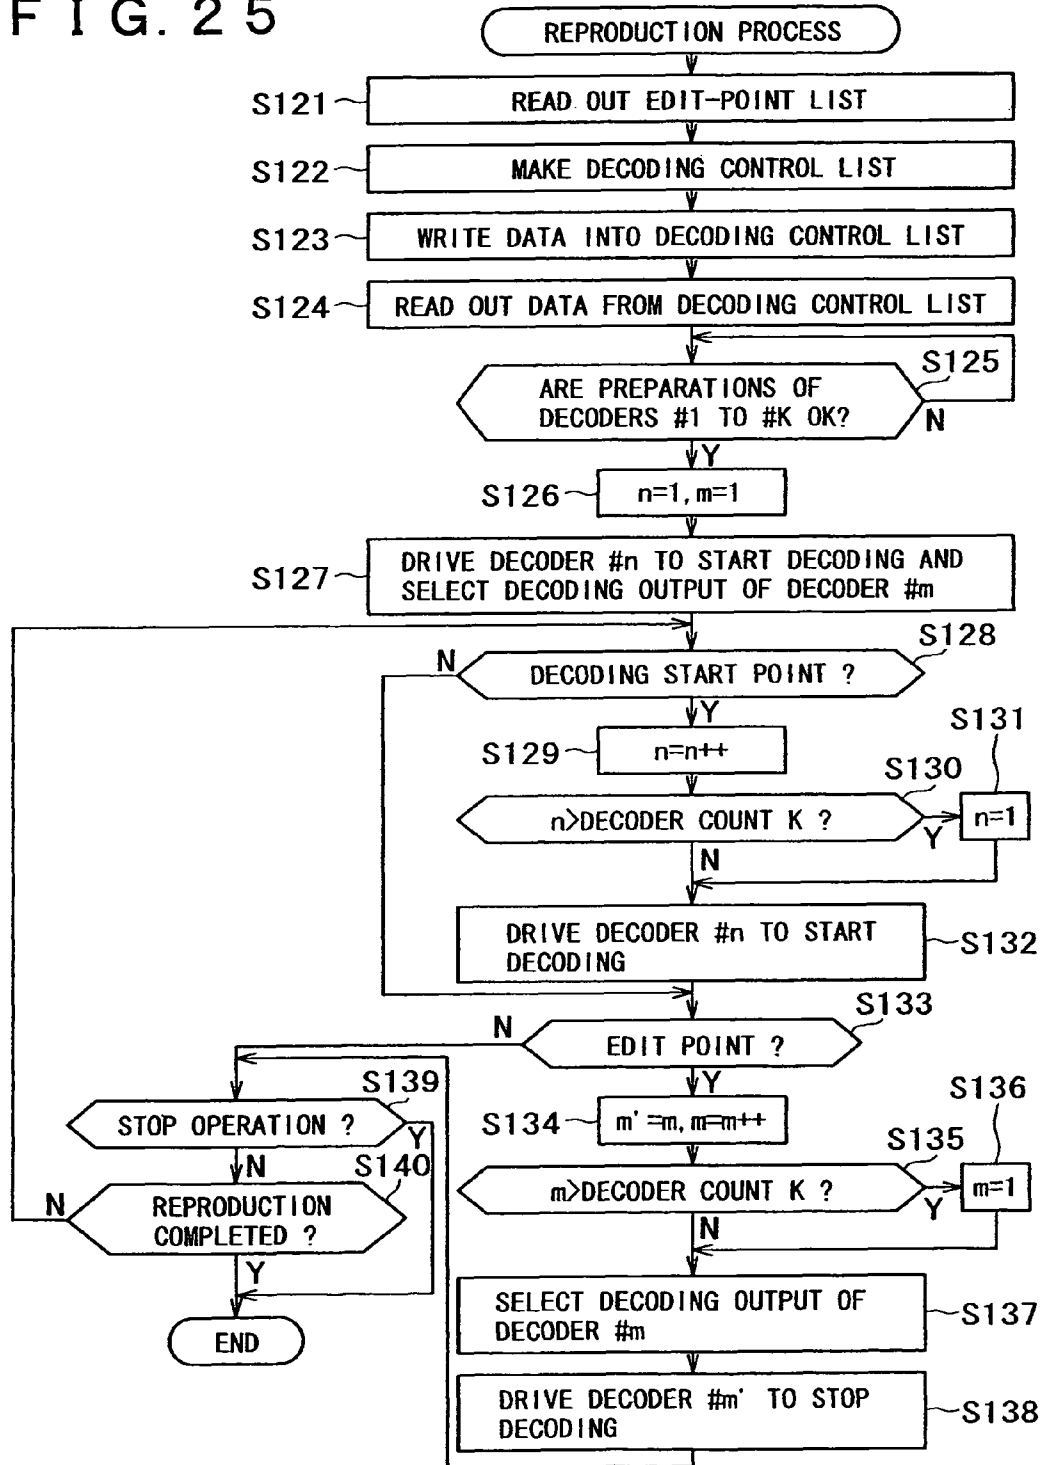 FIG. 25
REPRODUCTION PROCESS
S121
READ OUT EDIT-POINT LIST
S122
MAKE DECODING CONTROL LIST
S123
WRITE DATA INTO DECODING CONTROL LIST
S124
READ OUT DATA FROM DECODING CONTROL LIST
S125
ARE PREPARATIONS OF
DECODERS #1 TO #K OK?
N
Y
S126
n=1, m=1
S127
DRIVE DECODER #n TO START DECODING AND
SELECT DECODING OUTPUT OF DECODER #m
S128
N
DECODING START POINT ?
Y
S129
n=n++
S130
S131
n>DECODER COUNT K ?
Y
n=1
N
DRIVE DECODER #n TO START
DECODING
S132
S133
N
EDIT POINT ?
Y
S134
m'=m, m=m++
S135
S136
m>DECODER COUNT K ?
Y
m=1
N
SELECT DECODING OUTPUT OF
DECODER #m
S137
DRIVE DECODER #m' TO STOP
DECODING
S138
S139
STOP OPERATION ?
Y
N
S140
N
REPRODUCTION
COMPLETED ?
Y
END